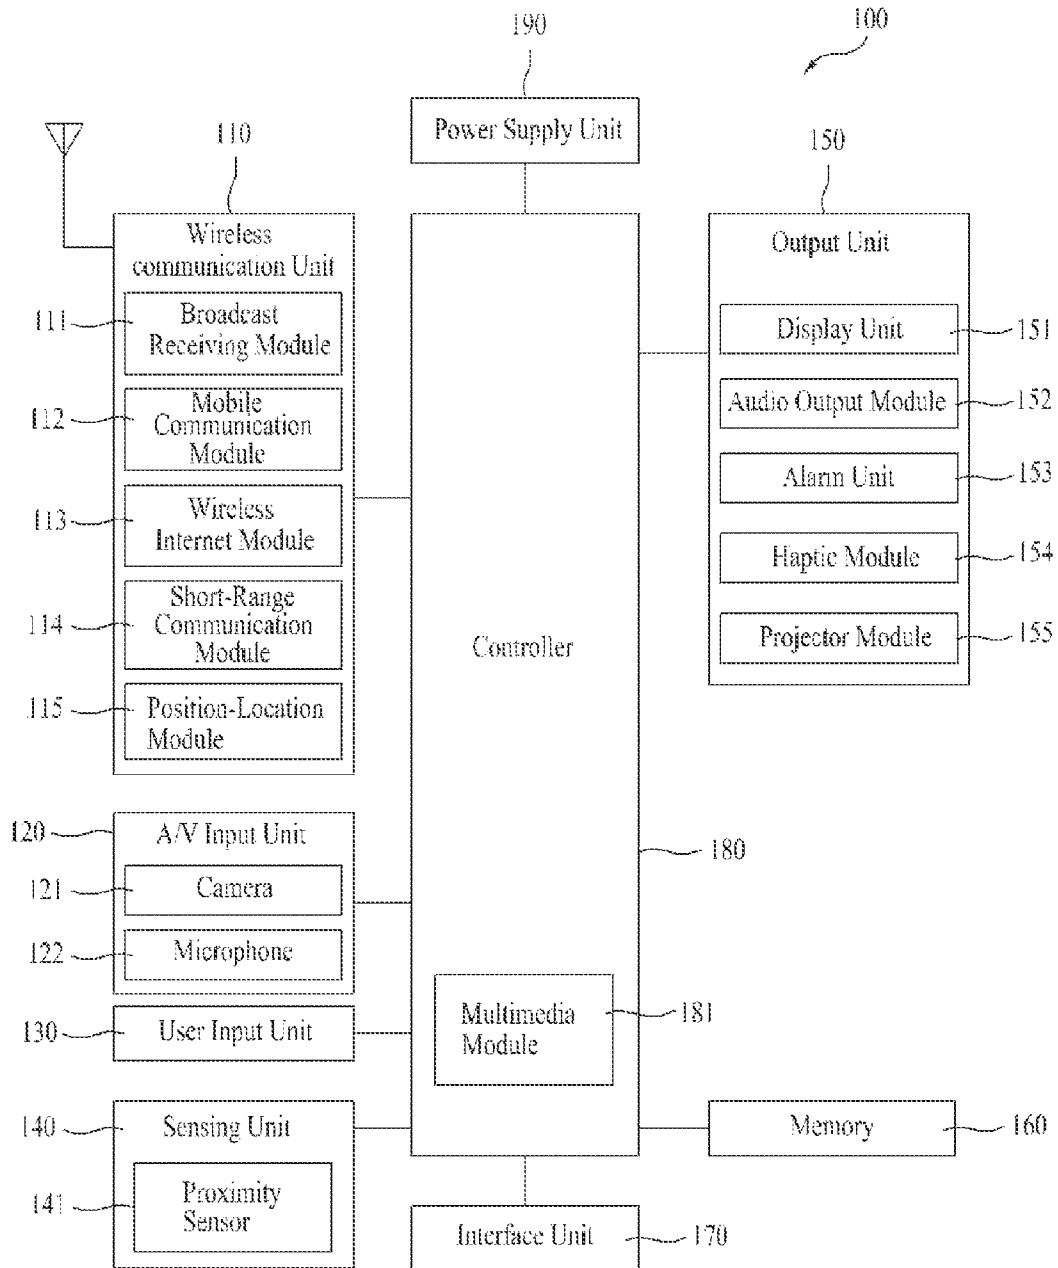 100
190
Power Supply Unit
110
Wireless
communication Unit
111
Broadcast
Receiving Module
112
Mobile
Communication
Module
113
Wireless
Internet Module
114
Short-Range
Communication
Module
115
Position-Location
Module
120
A/V Input Unit
121
Camera
122
Microphone
130
User Input Unit
140
Sensing Unit
141
Proximity
Sensor
Controller
180
Multimedia
Module
181
Interface Unit
170
150
Output Unit
Display Unit
151
Audio Output Module
152
Alarm Unit
153
Haptic Module
154
Projector Module
155
Memory
160